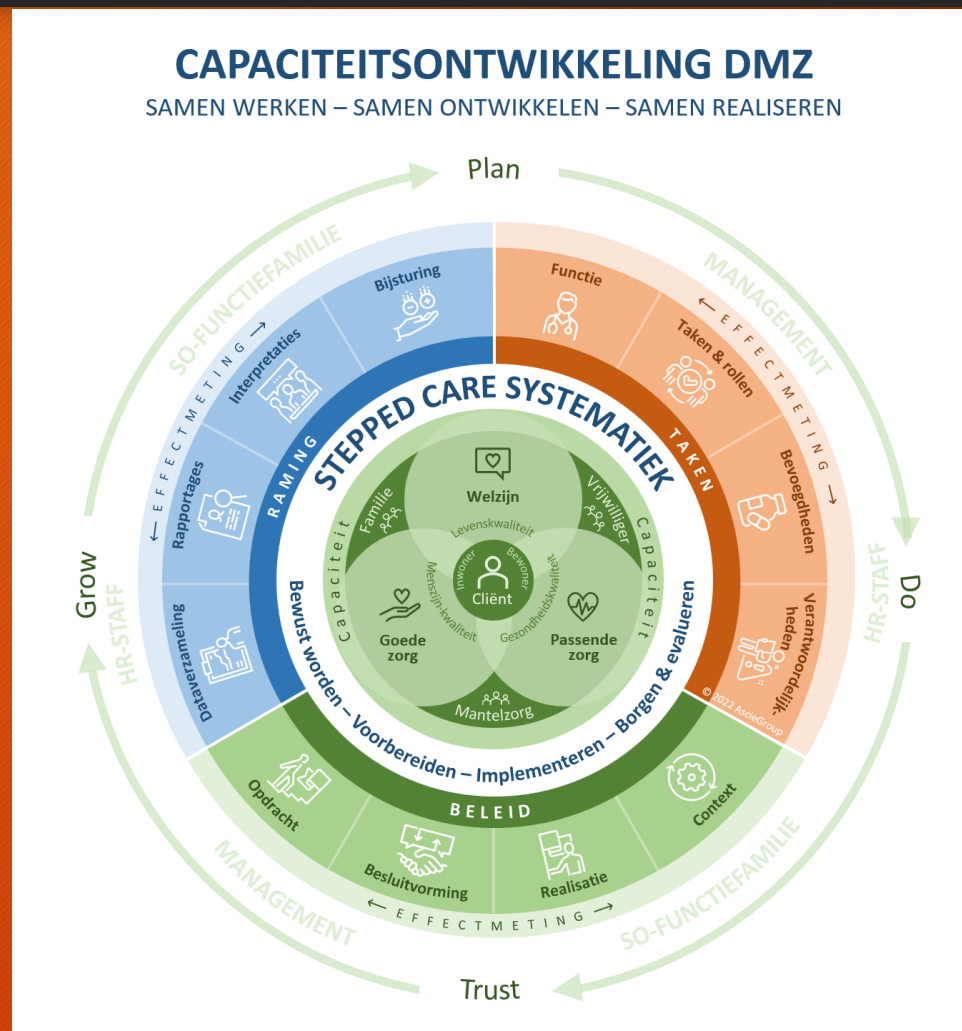 CAPACITEITSONTWIKKELING DMZ
SAMEN WERKEN – SAMEN ONTWIKKELEN – SAMEN REALISEREN
Plan
SO-FUNCTIEFAMILIE
MANAGEMENT
Bijsturing
Functie
Interpretaties
Taken & rollen
← EFFECTMETING →
← EFFECTMETING →
STEPPED CARE SYSTEMATIEK
RAMING
TAKEN
Rapportages
Bevoegdheden
Familie
Welzijn
Vrijwilliger
Levenskwaliteit
Capaciteit
Capaciteit
Inwoner
Bewoner
Cliënt
Menszijn-kwaliteit
Gezondheidskwaliteit
Goede
zorg
Passende
zorg
Mantelzorg
Grow
Do
HR-STAFF
HR-STAFF
Dataverzameling
Verantwoordelijk-
heden
© 2022 AscieGroup
Bewust worden – Voorbereiden – Implementeren – Borgen & evalueren
BELEID
Opdracht
Context
Besluitvorming
Realisatie
← EFFECTMETING →
MANAGEMENT
SO-FUNCTIEFAMILIE
Trust